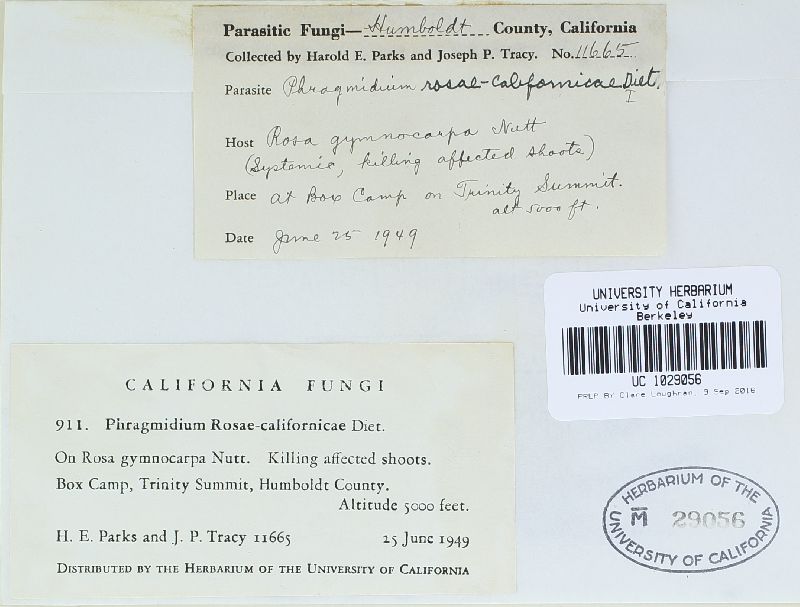 Parasitic Fungi—Humboldt County, California
Collected by Harold E. Parks and Joseph P. Tracy. No. 11665
Parasite Phragmidium rosae-californicae Diet.
I
Host Rosa gymnocarpa Nutt
(Systemic, killing affected shoots)
Place at Box Camp on Trinity Summit.
alt 5000 ft.
Date June 25 1949
UNIVERSITY HERBARIUM
University of California
Berkeley
UC 1029056
PREP BY Clare Loughran, 9 Sep 2016
CALIFORNIA FUNGI
911. Phragmidium Rosae-californicae Diet.
On Rosa gymnocarpa Nutt. Killing affected shoots.
Box Camp, Trinity Summit, Humboldt County.
Altitude 5000 feet.
H. E. Parks and J. P. Tracy 11665 25 June 1949
Distributed by the Herbarium of the University of California
HERBARIUM OF THE
M 29056
UNIVERSITY OF CALIFORNIA